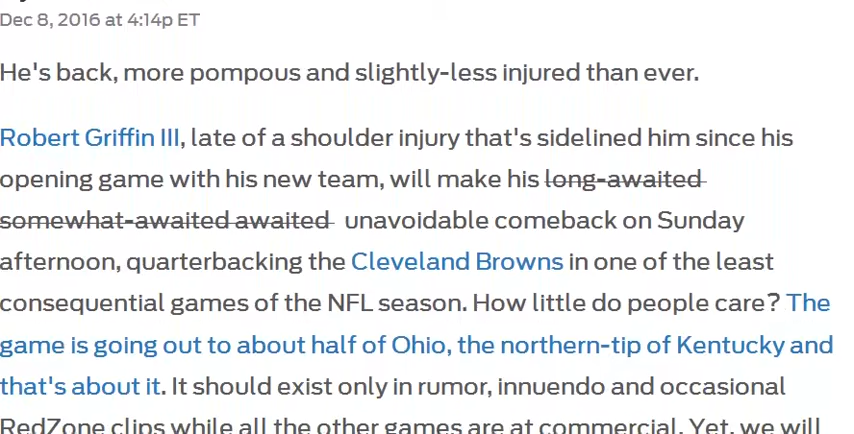 Dec 8, 2016 at 4:14p ET
He's back, more pompous and slightly-less injured than ever.
Robert Griffin III, late of a shoulder injury that's sidelined him since his
opening game with his new team, will make his long-awaited
somewhat-awaited awaited unavoidable comeback on Sunday
afternoon, quarterbacking the Cleveland Browns in one of the least
consequential games of the NFL season. How little do people care? The
game is going out to about half of Ohio, the northern-tip of Kentucky and
that's about it. It should exist only in rumor, innuendo and occasional
RedZone clips while all the other games are at commercial. Yet, we will